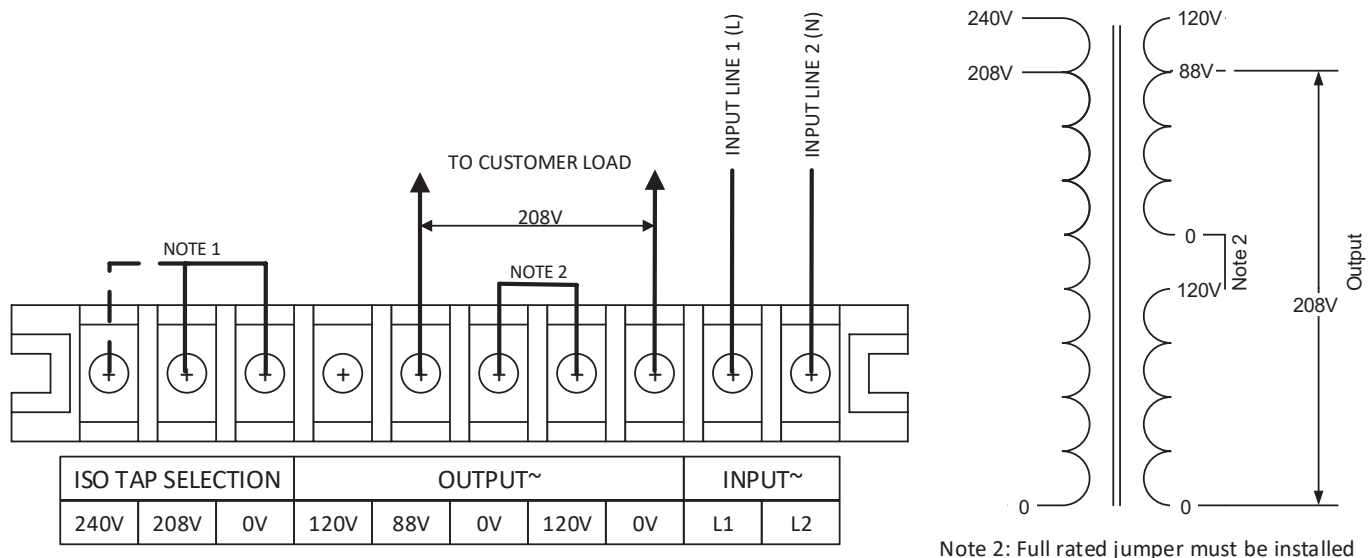 INPUT LINE 1 (L)
INPUT LINE 2 (N)
TO CUSTOMER LOAD
208V
NOTE 1
NOTE 2
ISO TAP SELECTION OUTPUT~ INPUT~
240V 208V 0V 120V 88V 0V 120V 0V L1 L2
240V
208V
0
120V
88V
0
Note 2
120V
0
208V
Output
Note 2: Full rated jumper must be installed